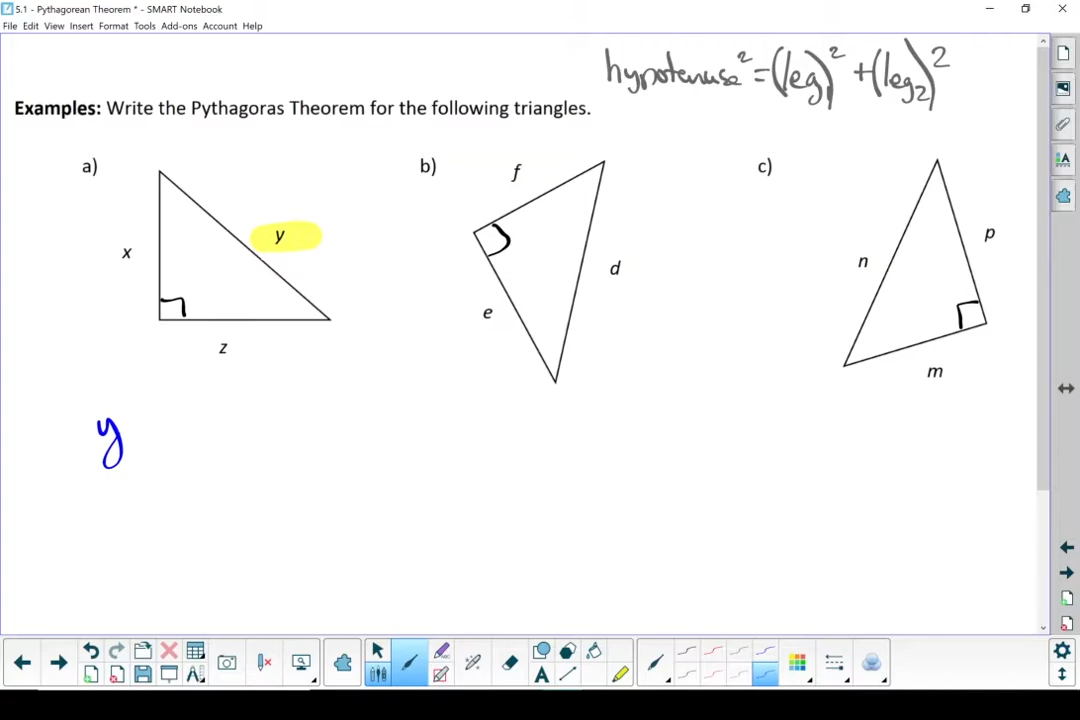 5.1 - Pythagorean Theorem * - SMART Notebook
File Edit View Insert Format Tools Add-ons Account Help
hypotenuse² = (leg₁)² + (leg₂)²
Examples: Write the Pythagoras Theorem for the following triangles.
a) b) c)
f
y
p
x
n
d
e
z
m
y